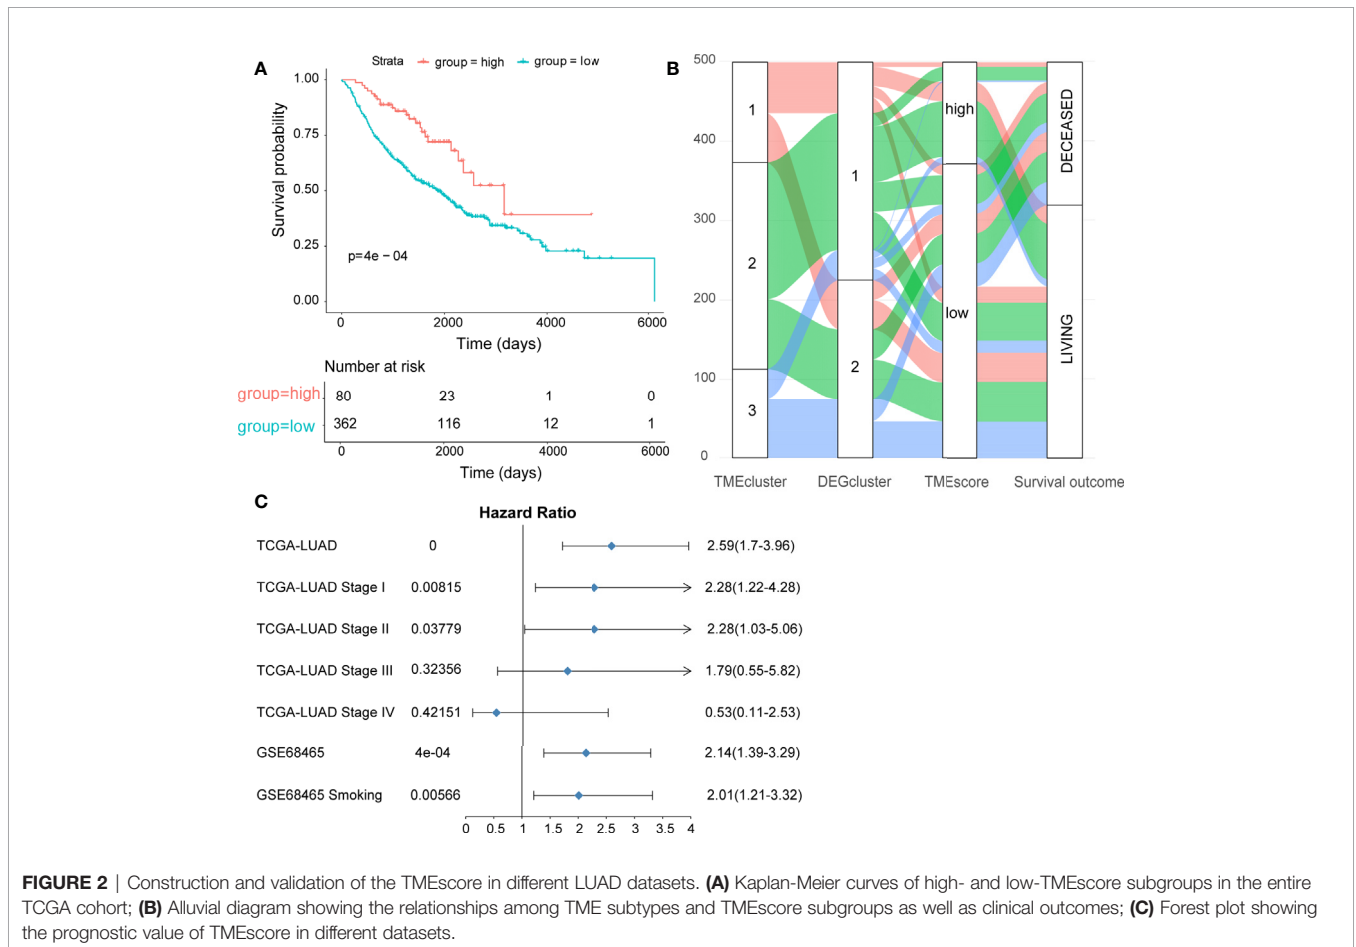 A
Strata group = high group = low
Survival probability
1.00
0.75
0.50
0.25
0.00
p=4e − 04
0 2000 4000 6000
Time (days)
Number at risk
group=high 80 23 1 0
group=low 362 116 12 1
0 2000 4000 6000
Time (days)
B
500
400
300
200
100
0
1
2
3
1
2
high
low
DECEASED
LIVING
TMEcluster DEGcluster TMEscore Survival outcome
C
Hazard Ratio
TCGA-LUAD 0 2.59(1.7-3.96)
TCGA-LUAD Stage I 0.00815 2.28(1.22-4.28)
TCGA-LUAD Stage II 0.03779 2.28(1.03-5.06)
TCGA-LUAD Stage III 0.32356 1.79(0.55-5.82)
TCGA-LUAD Stage IV 0.42151 0.53(0.11-2.53)
GSE68465 4e-04 2.14(1.39-3.29)
GSE68465 Smoking 0.00566 2.01(1.21-3.32)
0 0.5 1 1.5 2 2.5 3 3.5 4
FIGURE 2 | Construction and validation of the TMEscore in different LUAD datasets. (A) Kaplan-Meier curves of high- and low-TMEscore subgroups in the entire
TCGA cohort; (B) Alluvial diagram showing the relationships among TME subtypes and TMEscore subgroups as well as clinical outcomes; (C) Forest plot showing
the prognostic value of TMEscore in different datasets.